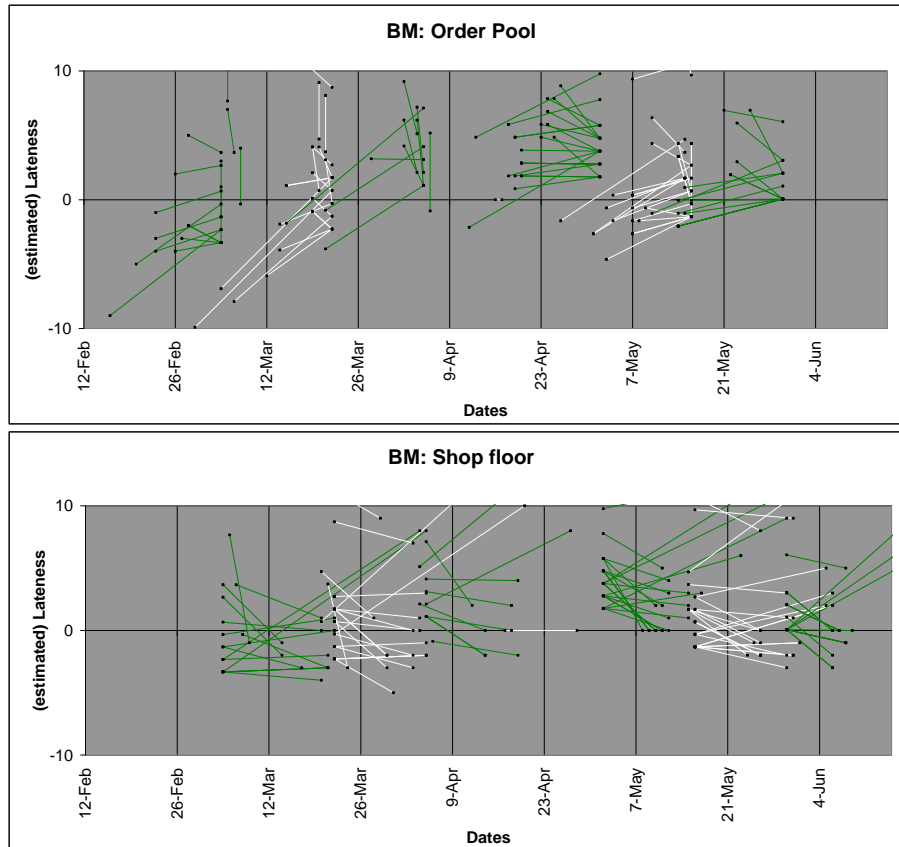 BM: Order Pool
10
0
-10
(estimated) Lateness
12-Feb
26-Feb
12-Mar
26-Mar
9-Apr
23-Apr
7-May
21-May
4-Jun
Dates
BM: Shop floor
10
0
-10
(estimated) Lateness
12-Feb
26-Feb
12-Mar
26-Mar
9-Apr
23-Apr
7-May
21-May
4-Jun
Dates